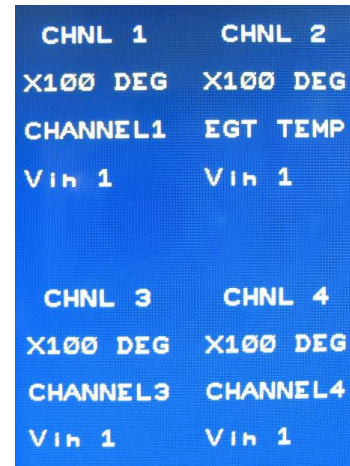 CHNL 1
X100 DEG
CHANNEL1
Vin 1
CHNL 2
X100 DEG
EGT TEMP
Vin 1
CHNL 3
X100 DEG
CHANNEL3
Vin 1
CHNL 4
X100 DEG
CHANNEL4
Vin 1